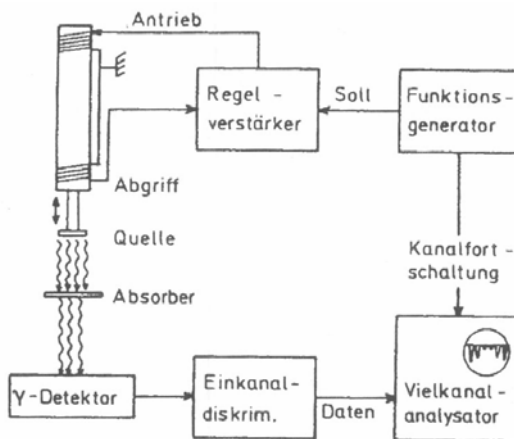 Antrieb
Regel -
verstärker
Soll
Funktions-
generator
Abgriff
Quelle
Kanalfort -
schaltung
Absorber
γ-Detektor
Einkanal-
diskrim.
Daten
Vielkanal-
analysator